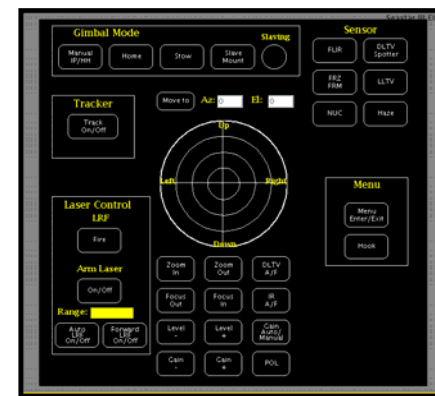 Gimbal Mode
Slaving
Manual
IP/HH
Home
Stow
Slave
Mount
Sensor
FLIR
DLTV
Spotter
FRZ
FRM
LLTV
NUC
Haze
Tracker
Track
On/Off
Move to
Az: 0
El: 0
Up
Left
Right
Down
Menu
Menu
Enter/Exit
Hook
Laser Control
LRF
Fire
Arm Laser
On/Off
Range:
Auto
LRF
On/Off
Forward
LRF
On/Off
Zoom
In
Zoom
Out
DLTV
A/F
Focus
Out
Focus
In
IR
A/F
Level
-
Level
+
Gain
Auto/
Manual
Gain
-
Gain
+
POL